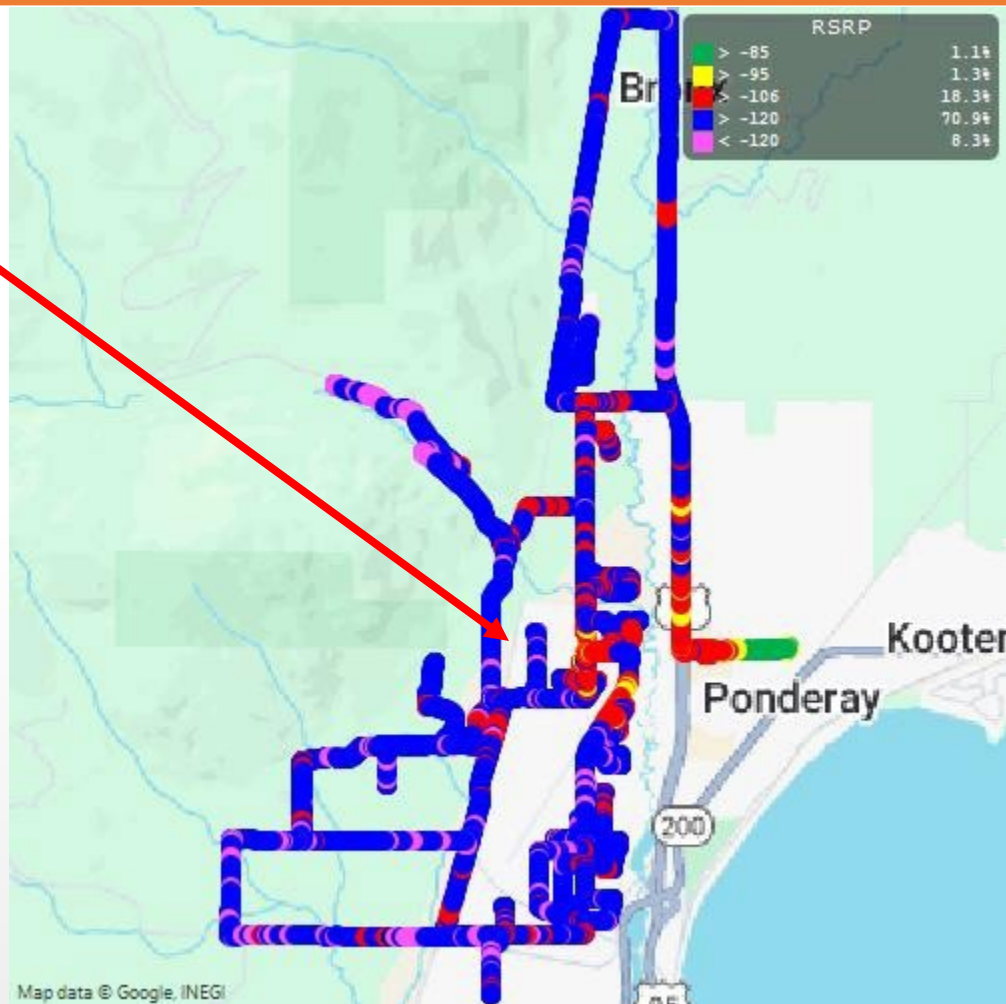 RSRP
> -85 1.1%
> -95 1.3%
> -106 18.3%
> -120 70.9%
< -120 8.3%
Kooter
Ponderay
200
Map data © Google, INEGI